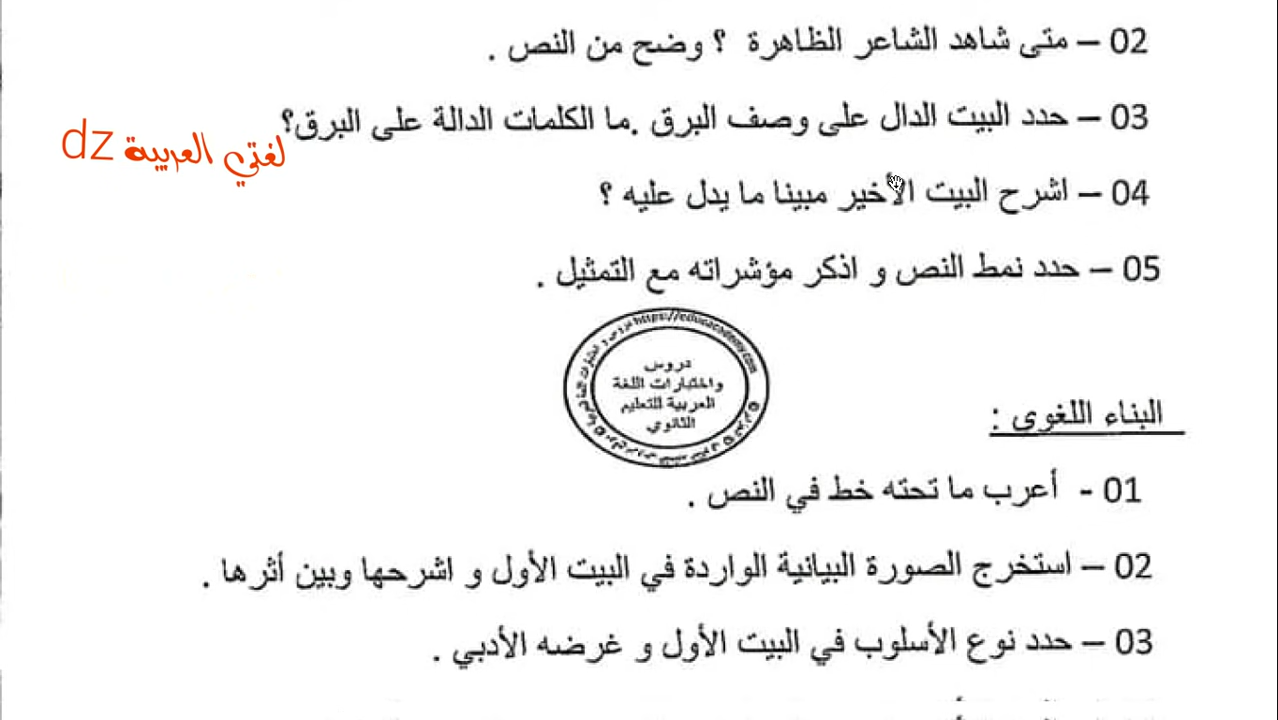 02 – متى شاهد الشاعر الظاهرة ؟ وضح من النص .
03 – حدد البيت الدال على وصف البرق .ما الكلمات الدالة على البرق؟
لغتي العربية dz
04 – اشرح البيت الأخير مبينا ما يدل عليه ؟
05 – حدد نمط النص و اذكر مؤشراته مع التمثيل .
https://educacademy.com
دروس
واختبارات اللغة
العربية للتعليم
الثانوي
البناء اللغوي :
01 - أعرب ما تحته خط في النص .
02 – استخرج الصورة البيانية الواردة في البيت الأول و اشرحها وبين أثرها .
03 – حدد نوع الأسلوب في البيت الأول و غرضه الأدبي .